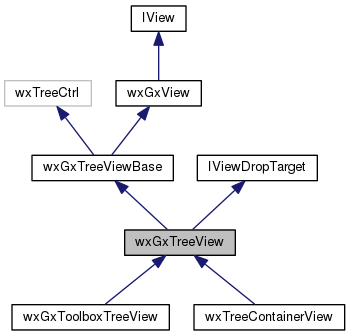 IView
wxTreeCtrl
wxGxView
wxGxTreeViewBase
IViewDropTarget
wxGxTreeView
wxGxToolboxTreeView
wxTreeContainerView